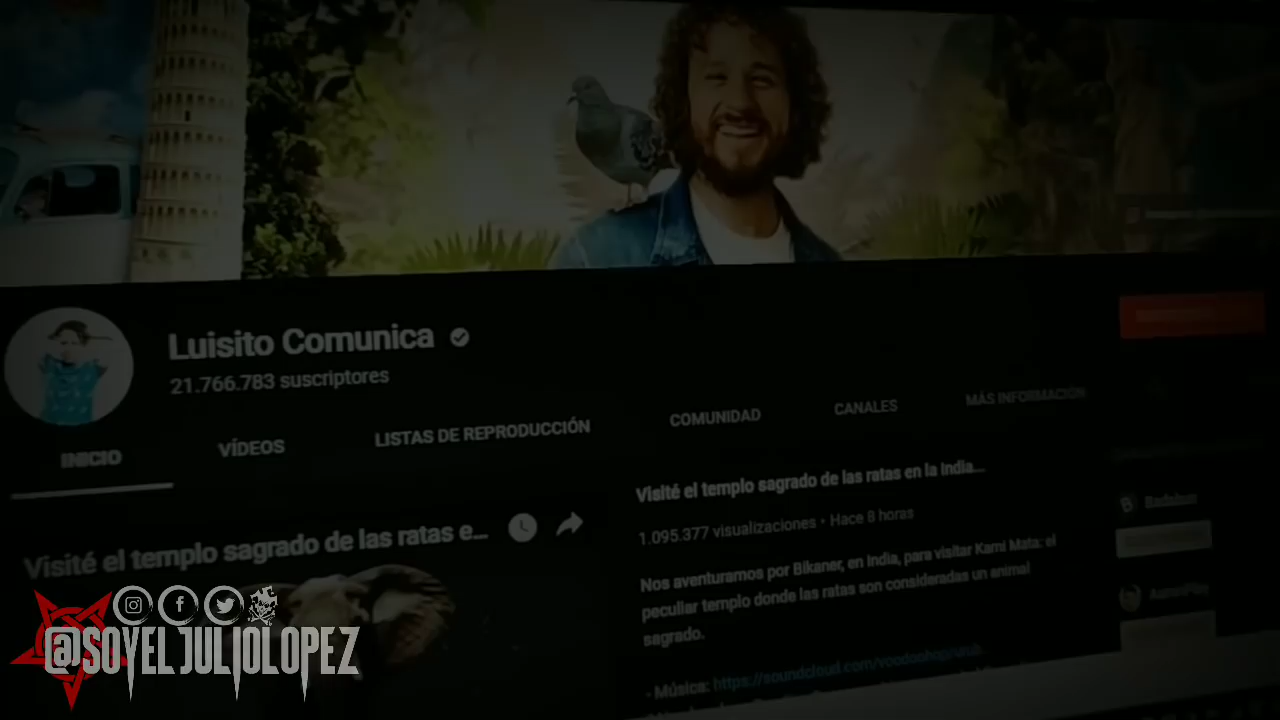 Luisito Comunica
21.766.783 suscriptores
INICIO
VÍDEOS
LISTAS DE REPRODUCCIÓN
COMUNIDAD
CANALES
MÁS INFORMACIÓN
Visité el templo sagrado de las ratas e...
Visité el templo sagrado de las ratas en la India...
1.095.377 visualizaciones • Hace 8 horas
Nos aventuramos por Bikaner, en India, para visitar Karni Mata: el
peculiar templo donde las ratas son consideradas un animal
sagrado.
- Música: https://soundcloud.com/
@SOYELJULIOLOPEZ